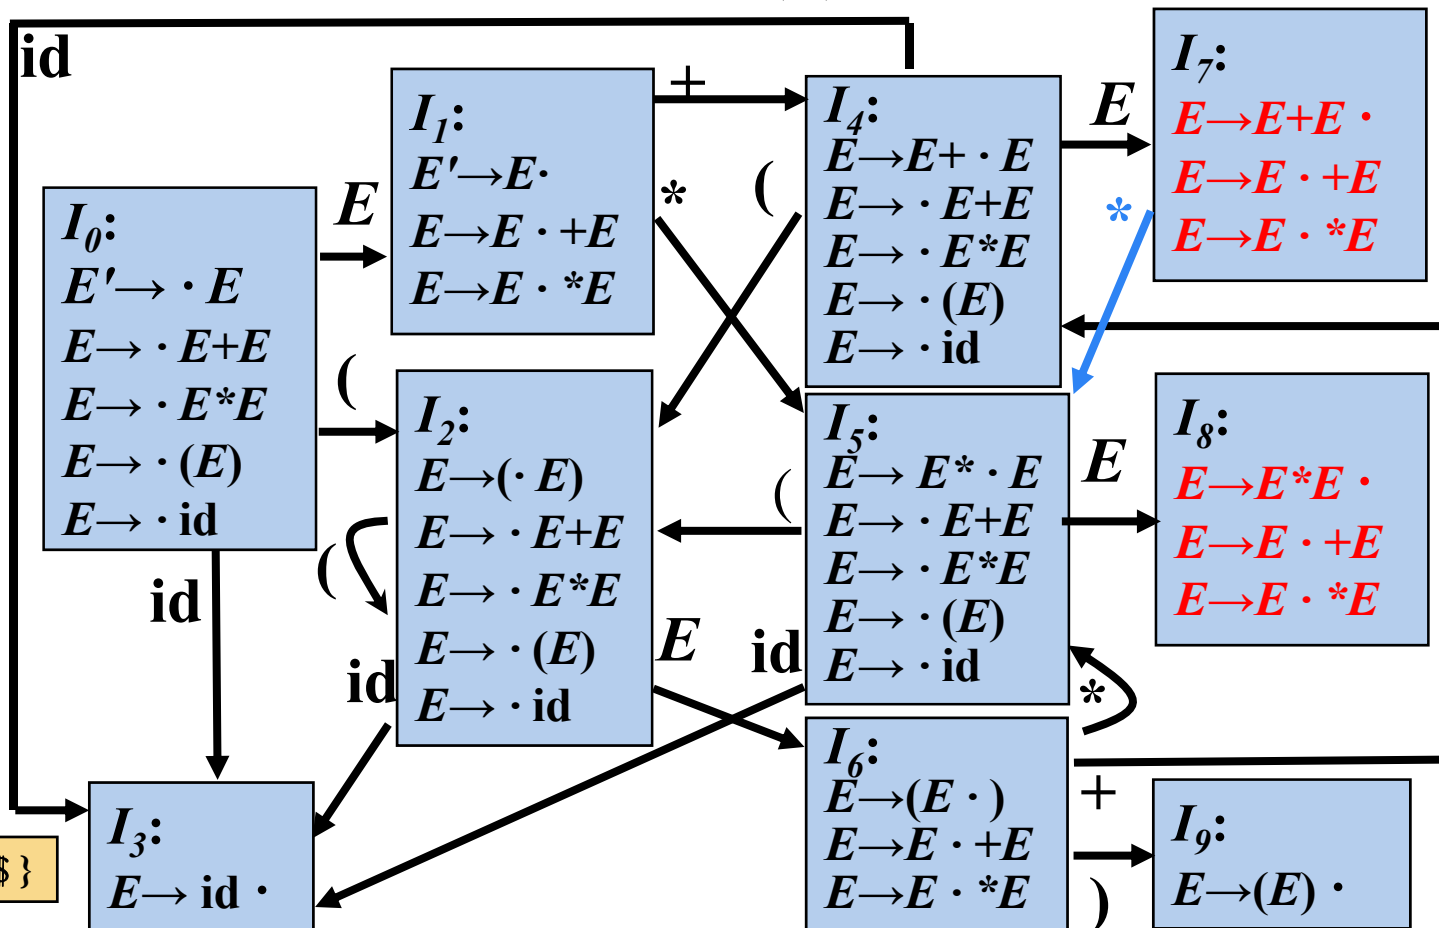 id
I0:
E'→ · E
E→ · E+E
E→ · E*E
E→ · (E)
E→ · id
E
(
id
I1:
E'→E·
E→E · +E
E→E · *E
+
*
(
I2:
E→(· E)
E→ · E+E
E→ · E*E
E→ · (E)
E→ · id
(
id
E
I3:
E→ id ·
$ }
I4:
E→E+ · E
E→ · E+E
E→ · E*E
E→ · (E)
E→ · id
E
I5:
E→ E* · E
E→ · E+E
E→ · E*E
E→ · (E)
E→ · id
(
id
E
*
I6:
E→(E · )
E→E · +E
E→E · *E
+
)
I7:
E→E+E ·
E→E · +E
E→E · *E
*
I8:
E→E*E ·
E→E · +E
E→E · *E
I9:
E→(E) ·